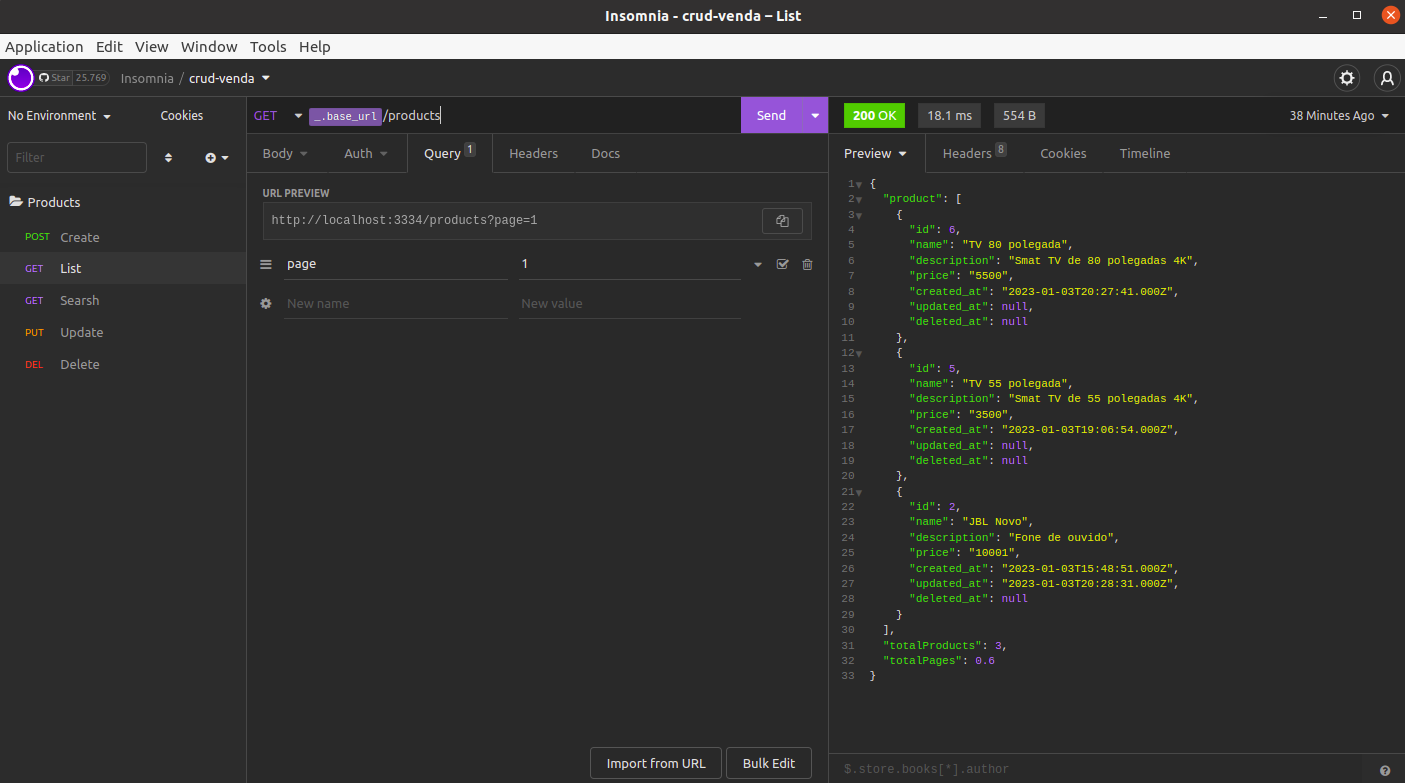 Insomnia - crud-venda – List
Application Edit View Window Tools Help
Star 25.769 Insomnia / crud-venda
No Environment Cookies
Filter
Products
POST Create
GET List
GET Searsh
PUT Update
DEL Delete
GET _.base_url /products Send
Body Auth Query 1 Headers Docs
URL PREVIEW
http://localhost:3334/products?page=1
page 1
New name New value
Import from URL Bulk Edit
200 OK 18.1 ms 554 B 38 Minutes Ago
Preview Headers 8 Cookies Timeline
1 {
2 "product": [
3 {
4 "id": 6,
5 "name": "TV 80 polegada",
6 "description": "Smat TV de 80 polegadas 4K",
7 "price": "5500",
8 "created_at": "2023-01-03T20:27:41.000Z",
9 "updated_at": null,
10 "deleted_at": null
11 },
12 {
13 "id": 5,
14 "name": "TV 55 polegada",
15 "description": "Smat TV de 55 polegadas 4K",
16 "price": "3500",
17 "created_at": "2023-01-03T19:06:54.000Z",
18 "updated_at": null,
19 "deleted_at": null
20 },
21 {
22 "id": 2,
23 "name": "JBL Novo",
24 "description": "Fone de ouvido",
25 "price": "10001",
26 "created_at": "2023-01-03T15:48:51.000Z",
27 "updated_at": "2023-01-03T20:28:31.000Z",
28 "deleted_at": null
29 }
30 ],
31 "totalProducts": 3,
32 "totalPages": 0.6
33 }
$.store.books[*].author